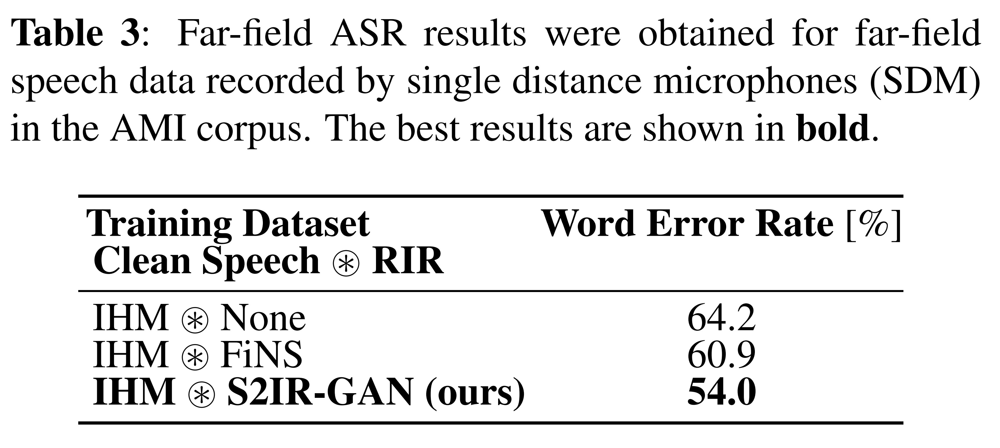 Table 3: Far-field ASR results were obtained for far-field
speech data recorded by single distance microphones (SDM)
in the AMI corpus. The best results are shown in bold.
Training Dataset Word Error Rate [%]
Clean Speech ⊛ RIR
IHM ⊛ None 64.2
IHM ⊛ FiNS 60.9
IHM ⊛ S2IR-GAN (ours) 54.0